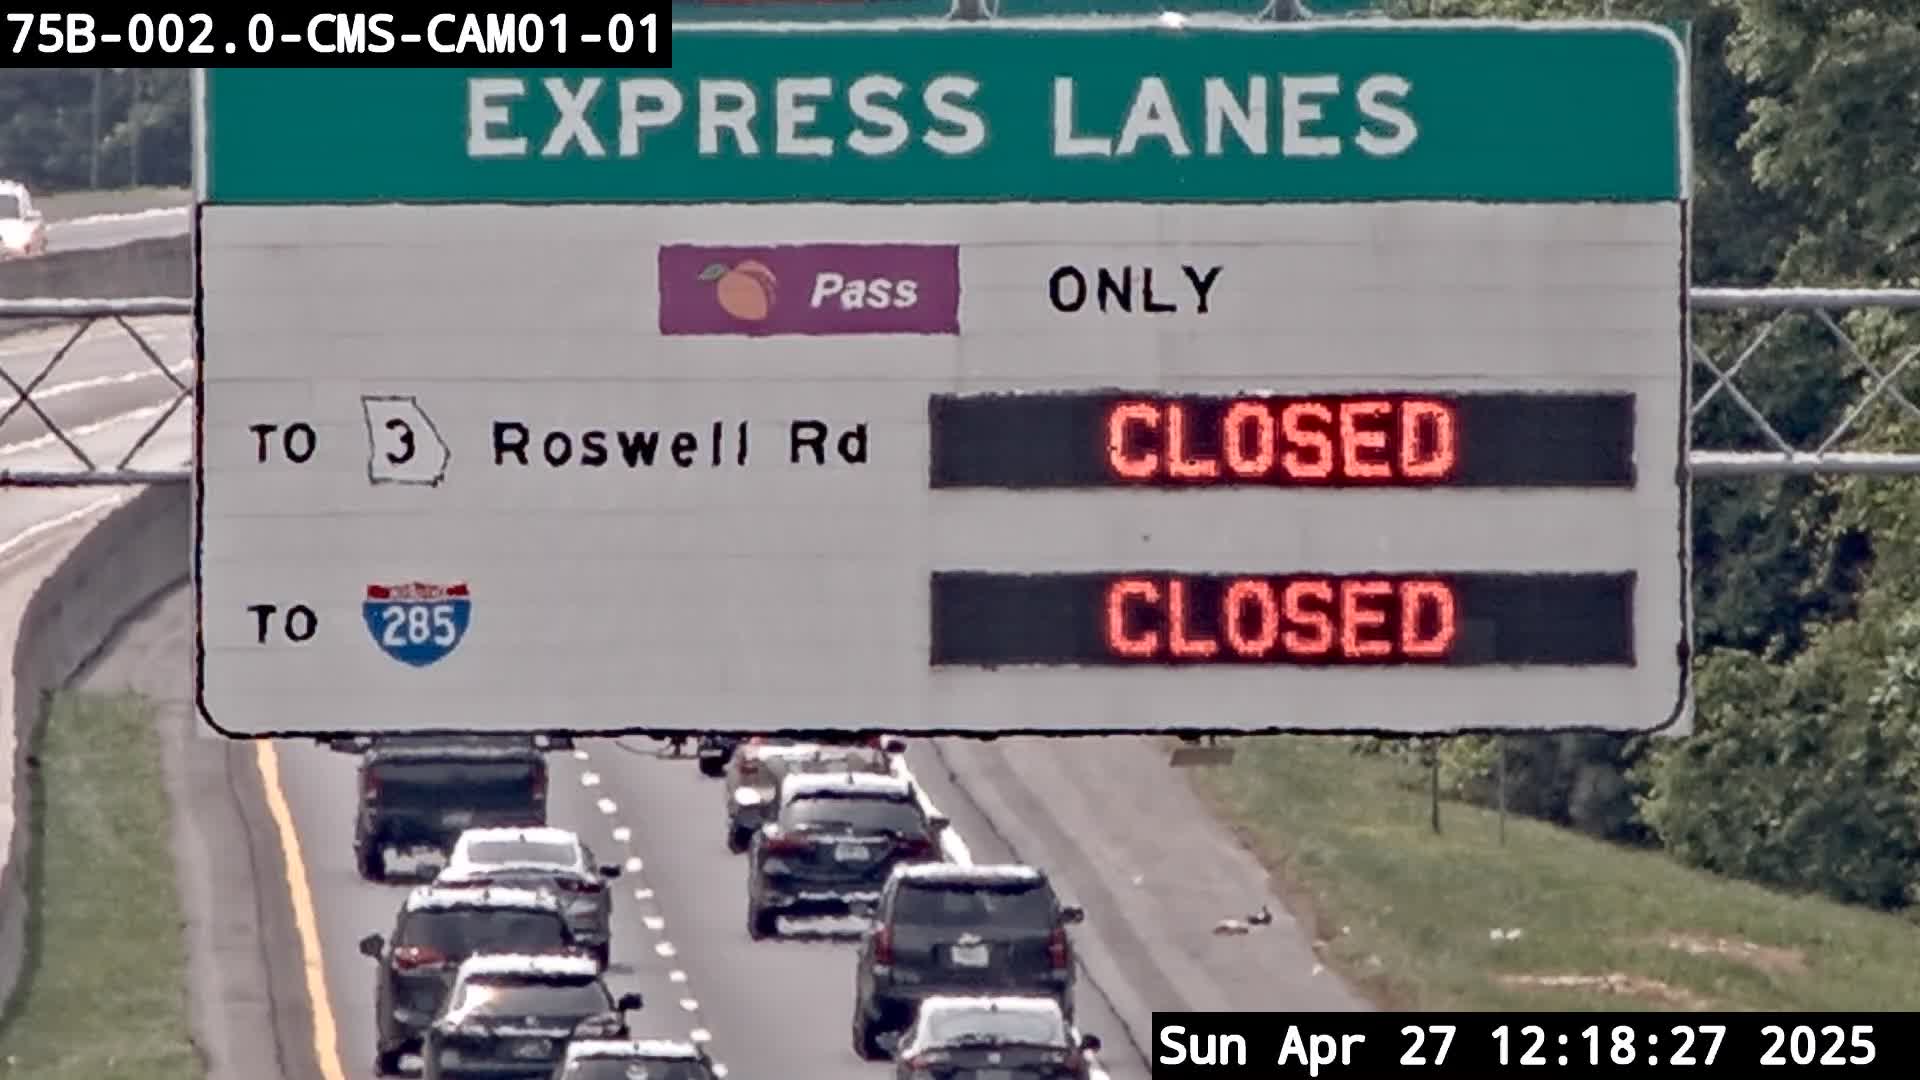 75B-002.0-CMS-CAM01-01
EXPRESS LANES
Pass ONLY
TO 3 Roswell Rd CLOSED
TO 285 CLOSED
Sun Apr 27 12:18:27 2025